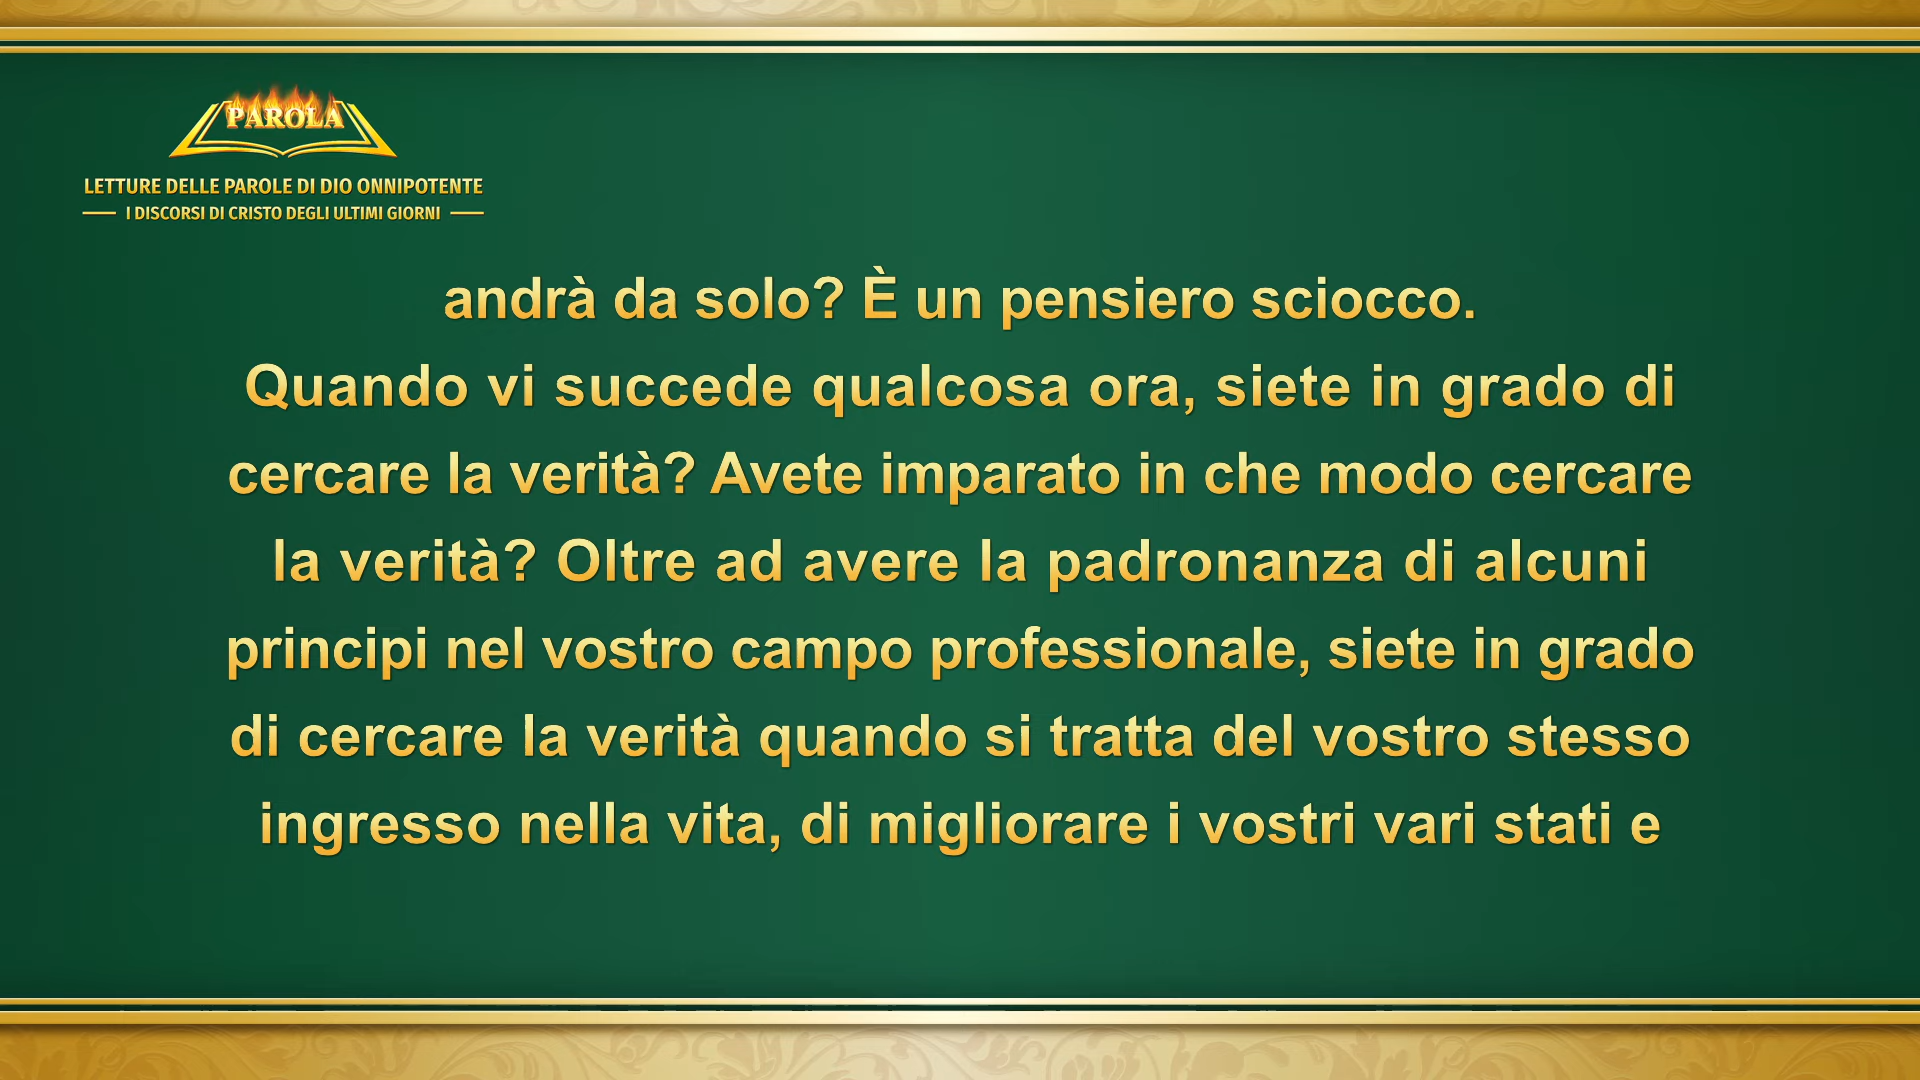 PAROLA
LETTURE DELLE PAROLE DI DIO ONNIPOTENTE
I DISCORSI DI CRISTO DEGLI ULTIMI GIORNI
andrà da solo? È un pensiero sciocco.
Quando vi succede qualcosa ora, siete in grado di
cercare la verità? Avete imparato in che modo cercare
la verità? Oltre ad avere la padronanza di alcuni
principi nel vostro campo professionale, siete in grado
di cercare la verità quando si tratta del vostro stesso
ingresso nella vita, di migliorare i vostri vari stati e